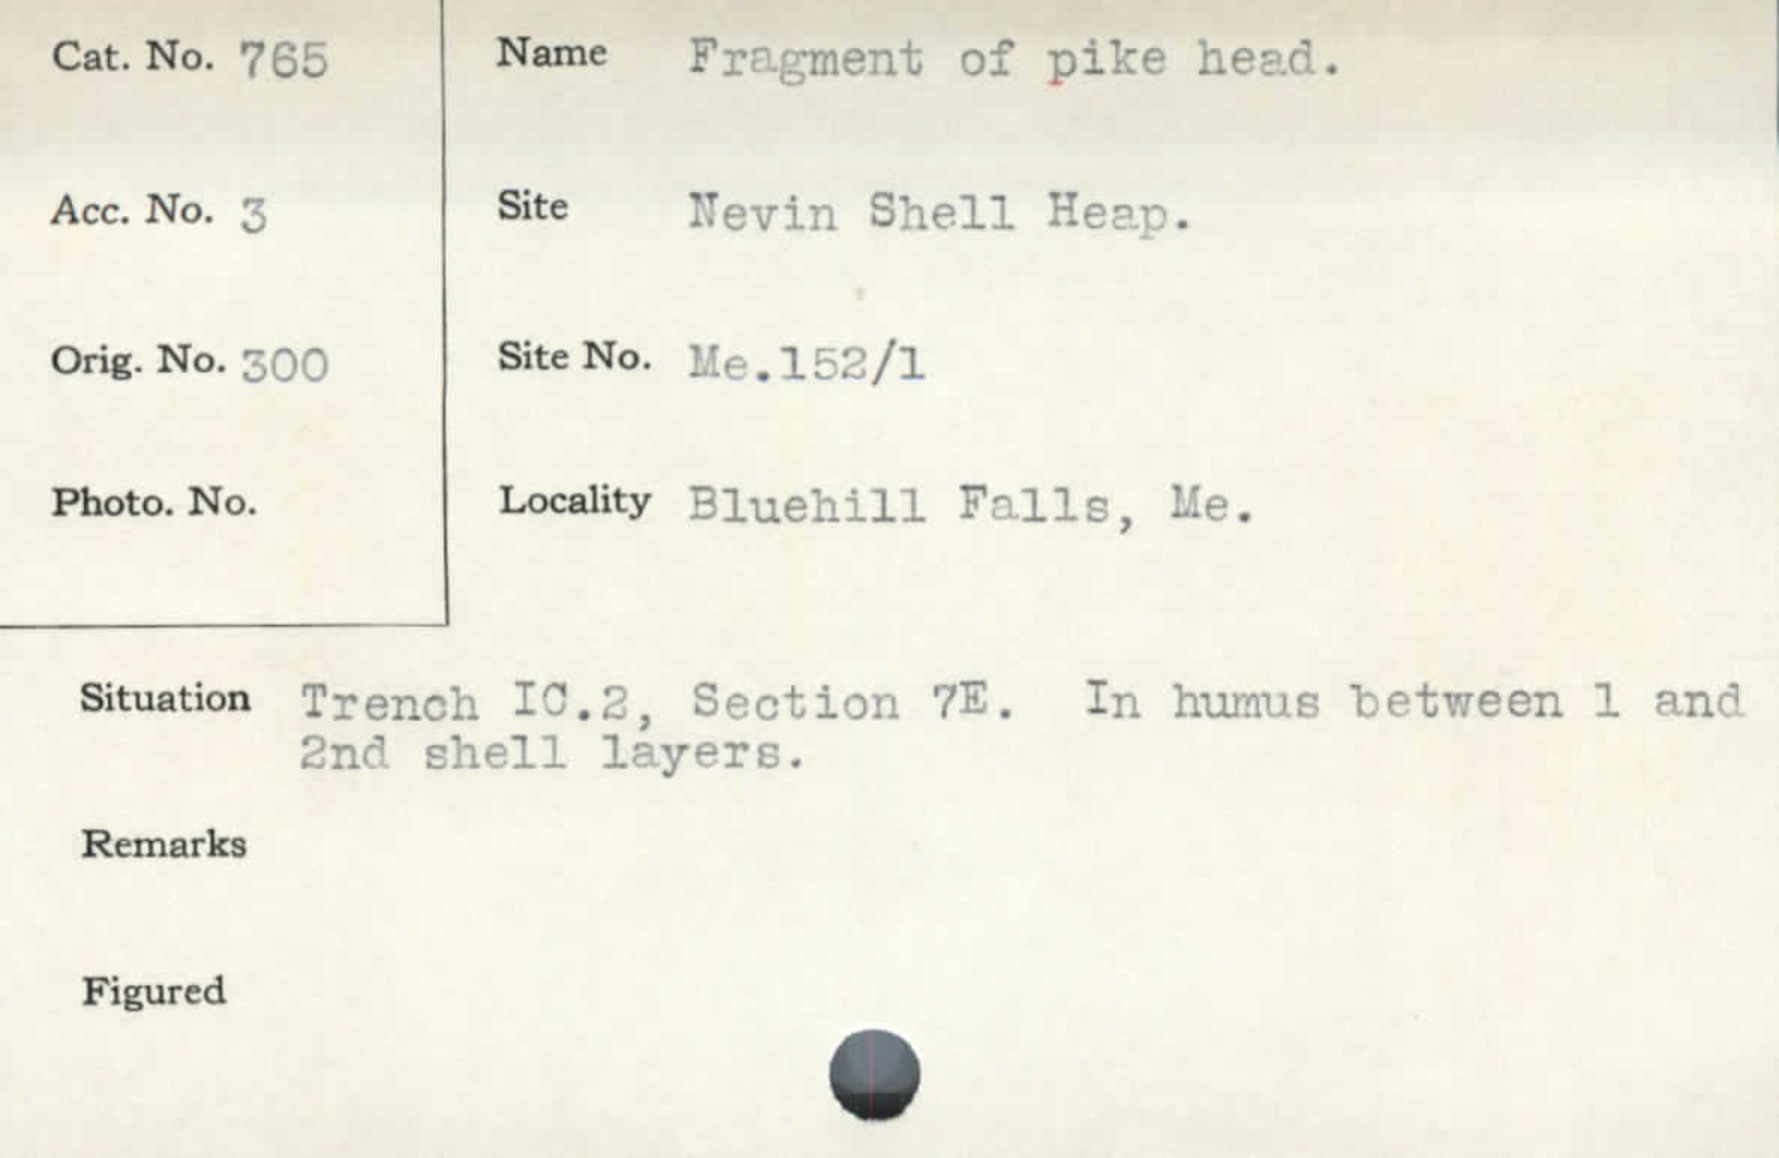 Cat. No. 765
Name Fragment of pike head.
Acc. No. 3
Site Nevin Shell Heap.
Orig. No. 300
Site No. Me.152/1
Photo. No.
Locality Bluehill Falls, Me.
Situation Trench IC.2, Section 7E. In humus between 1 and
2nd shell layers.
Remarks
Figured